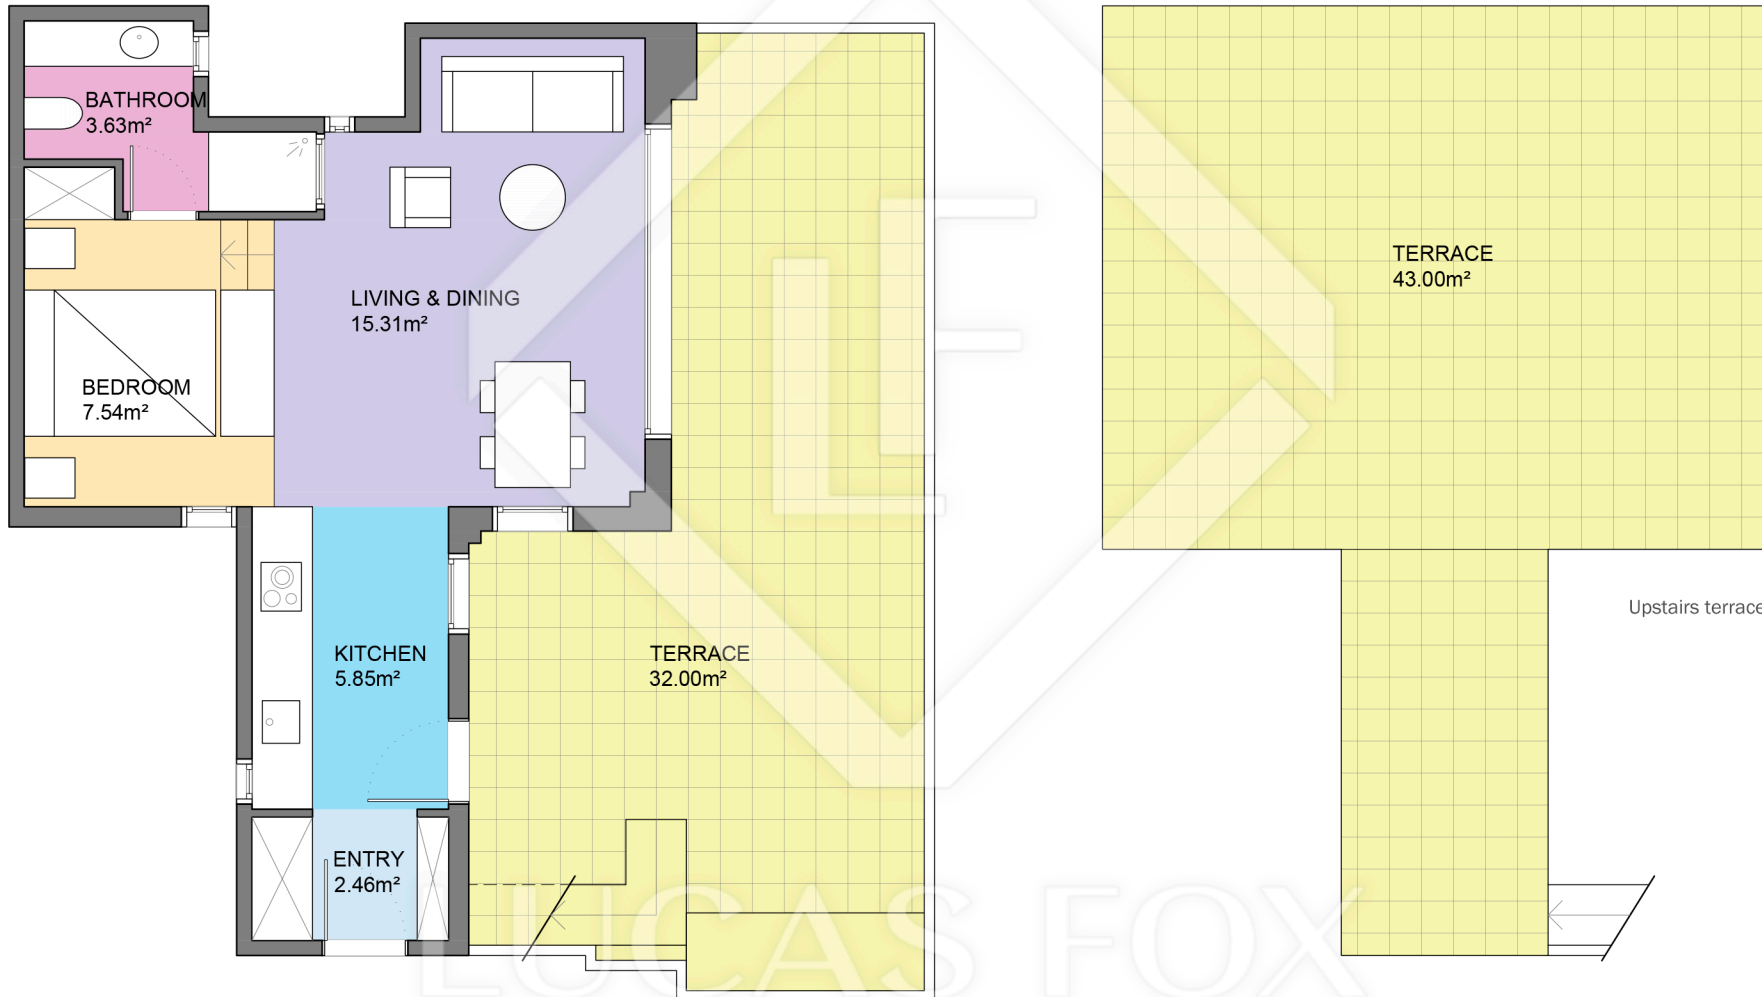 BATHROOM
3.63m²
LIVING & DINING
15.31m²
BEDROOM
7.54m²
KITCHEN
5.85m²
ENTRY
2.46m²
TERRACE
32.00m²
TERRACE
43.00m²
Upstairs terrace
LF
LUCAS FOX